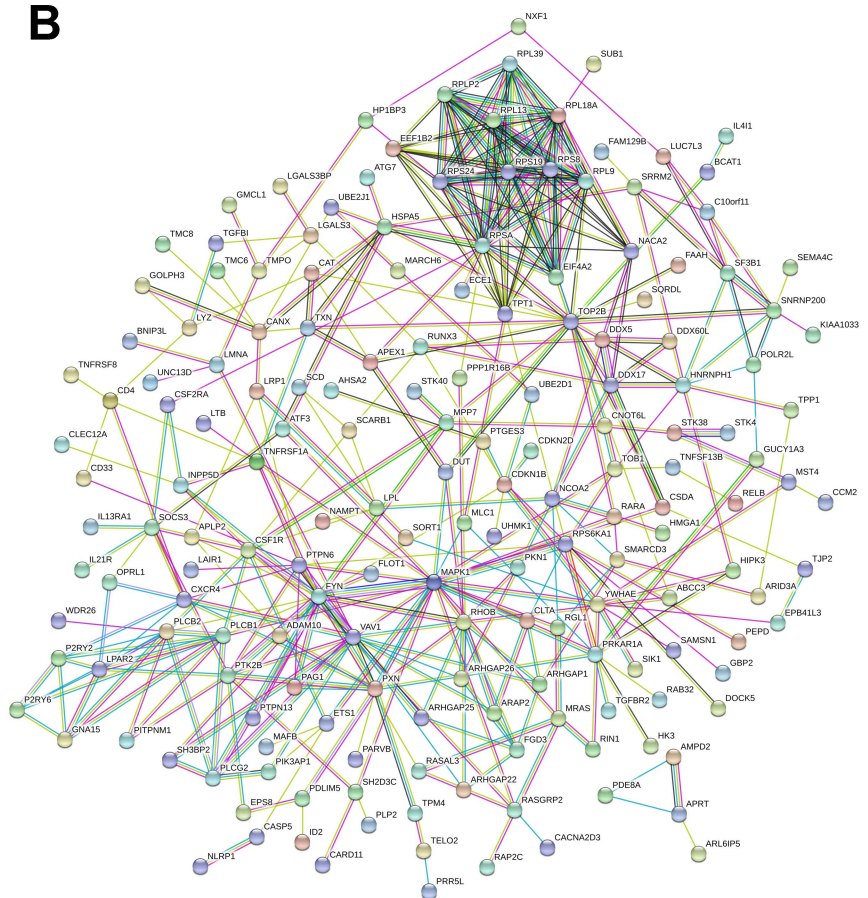 B
NXF1
RPL39
SUB1
RPLP2
RPL13
RPL18A
HP1BP3
EEF1B2
IL4I1
FAM129B
LUC7L3
BCAT1
RPS19
RPS8
RPS24
RPL9
ATG7
SRRM2
LGALS3BP
UBE2J1
GMCL1
HSPA5
C10orf11
LGALS3
TGFBI
RPSA
NACA2
TMC8
TMPO
MARCH6
EIF4A2
FAAH
SF3B1
SEMA4C
TMC6
CAT
ECE1
GOLPH3
SQRDL
SNRNP200
TPT1
TOP2B
LYZ
CANX
TXN
KIAA1033
DDX5
DDX60L
BNIP3L
RUNX3
LMNA
APEX1
POLR2L
TNFRSF8
UNC13D
PPP1R16B
DDX17
HNRNPH1
CD4
CSF2RA
LRP1
SCD
AHSA2
STK40
UBE2D1
TPP1
LTB
ATF3
SCARB1
MPP7
CNOT6L
STK38
STK4
CLEC12A
PTGES3
TNFRSF1A
CDKN2D
GUCY1A3
CD33
INPP5D
DUT
TOB1
TNFSF13B
CDKN1B
MST4
NCOA2
CCM2
IL13RA1
SOCS3
NAMPT
LPL
RARA
CSDA
RELB
APLP2
MLC1
SORT1
UHMK1
HMGA1
CSF1R
RPS6KA1
IL21R
LAIR1
PTPN6
FLOT1
PKN1
SMARCD3
HIPK3
TJP2
OPRL1
MAPK1
CXCR4
FYN
YWHAE
ABCC3
ARID3A
WDR26
PLCB2
PLCB1
ADAM10
VAV1
RHOB
CLTA
RGL1
EPB41L3
P2RY2
PEPD
LPAR2
PTK2B
PRKAR1A
SAMSN1
PAG1
PXN
ARHGAP26
ARHGAP1
SIK1
GBP2
P2RY6
GNA15
PITPNM1
PTPN13
ETS1
ARHGAP25
ARAP2
MRAS
TGFBR2
RAB32
DOCK5
MAFB
SH3BP2
PARVB
FGD3
RIN1
HK3
AMPD2
PLCG2
PIK3AP1
RASAL3
ARHGAP22
PDE8A
EPS8
PDLIM5
SH2D3C
TPM4
RASGRP2
APRT
CASP5
ID2
PLP2
NLRP1
CARD11
TELO2
RAP2C
CACNA2D3
ARL6IP5
PRR5L